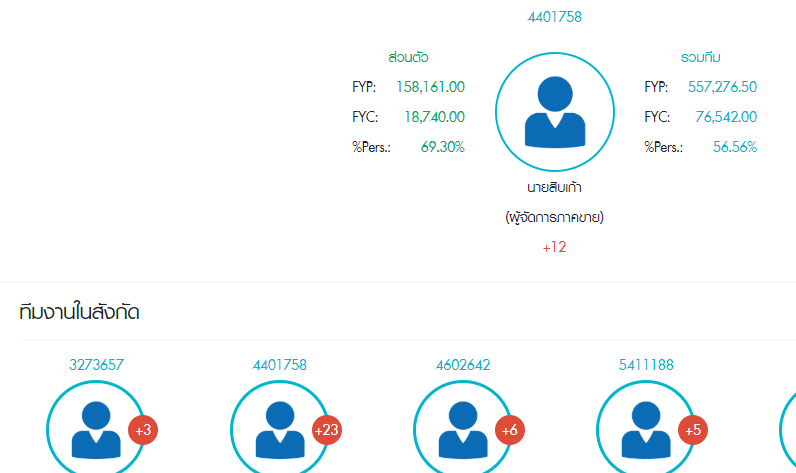 4401758
ส่วนตัว
รวมทีม
FYP: 158,161.00
FYP: 557,276.50
FYC: 18,740.00
FYC: 76,542.00
%Pers.: 69.30%
%Pers.: 56.56%
นายสิบเก้า
(ผู้จัดการภาคขาย)
+12
ทีมงานในสังกัด
3273657 4401758 4602642 5411188
+3 +23 +6 +5